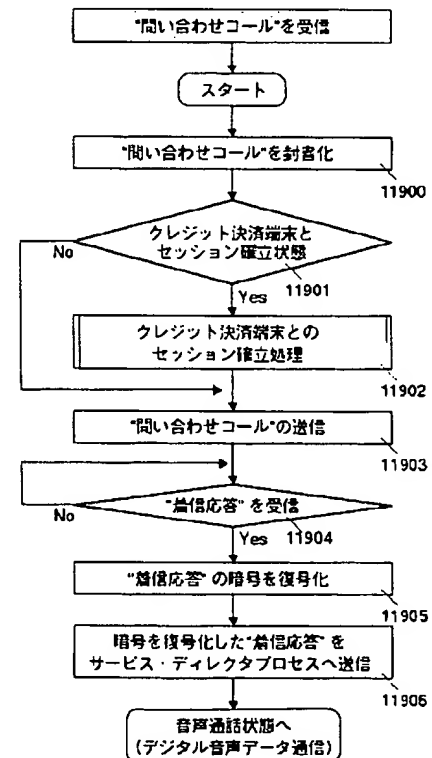 “問い合わせコール”を受信
スタート
“問い合わせコール”を封書化
11900
クレジット決済端末と
セッション確立状態
No
11901
Yes
クレジット決済端末との
セッション確立処理
11902
“問い合わせコール”の送信
11903
“着信応答”を受信
No
11904
Yes
“着信応答”の暗号を復号化
11905
暗号を復号化した“着信応答”を
サービス・ディレクタプロセスへ送信
11906
音声通話状態へ
(デジタル音声データ通信)